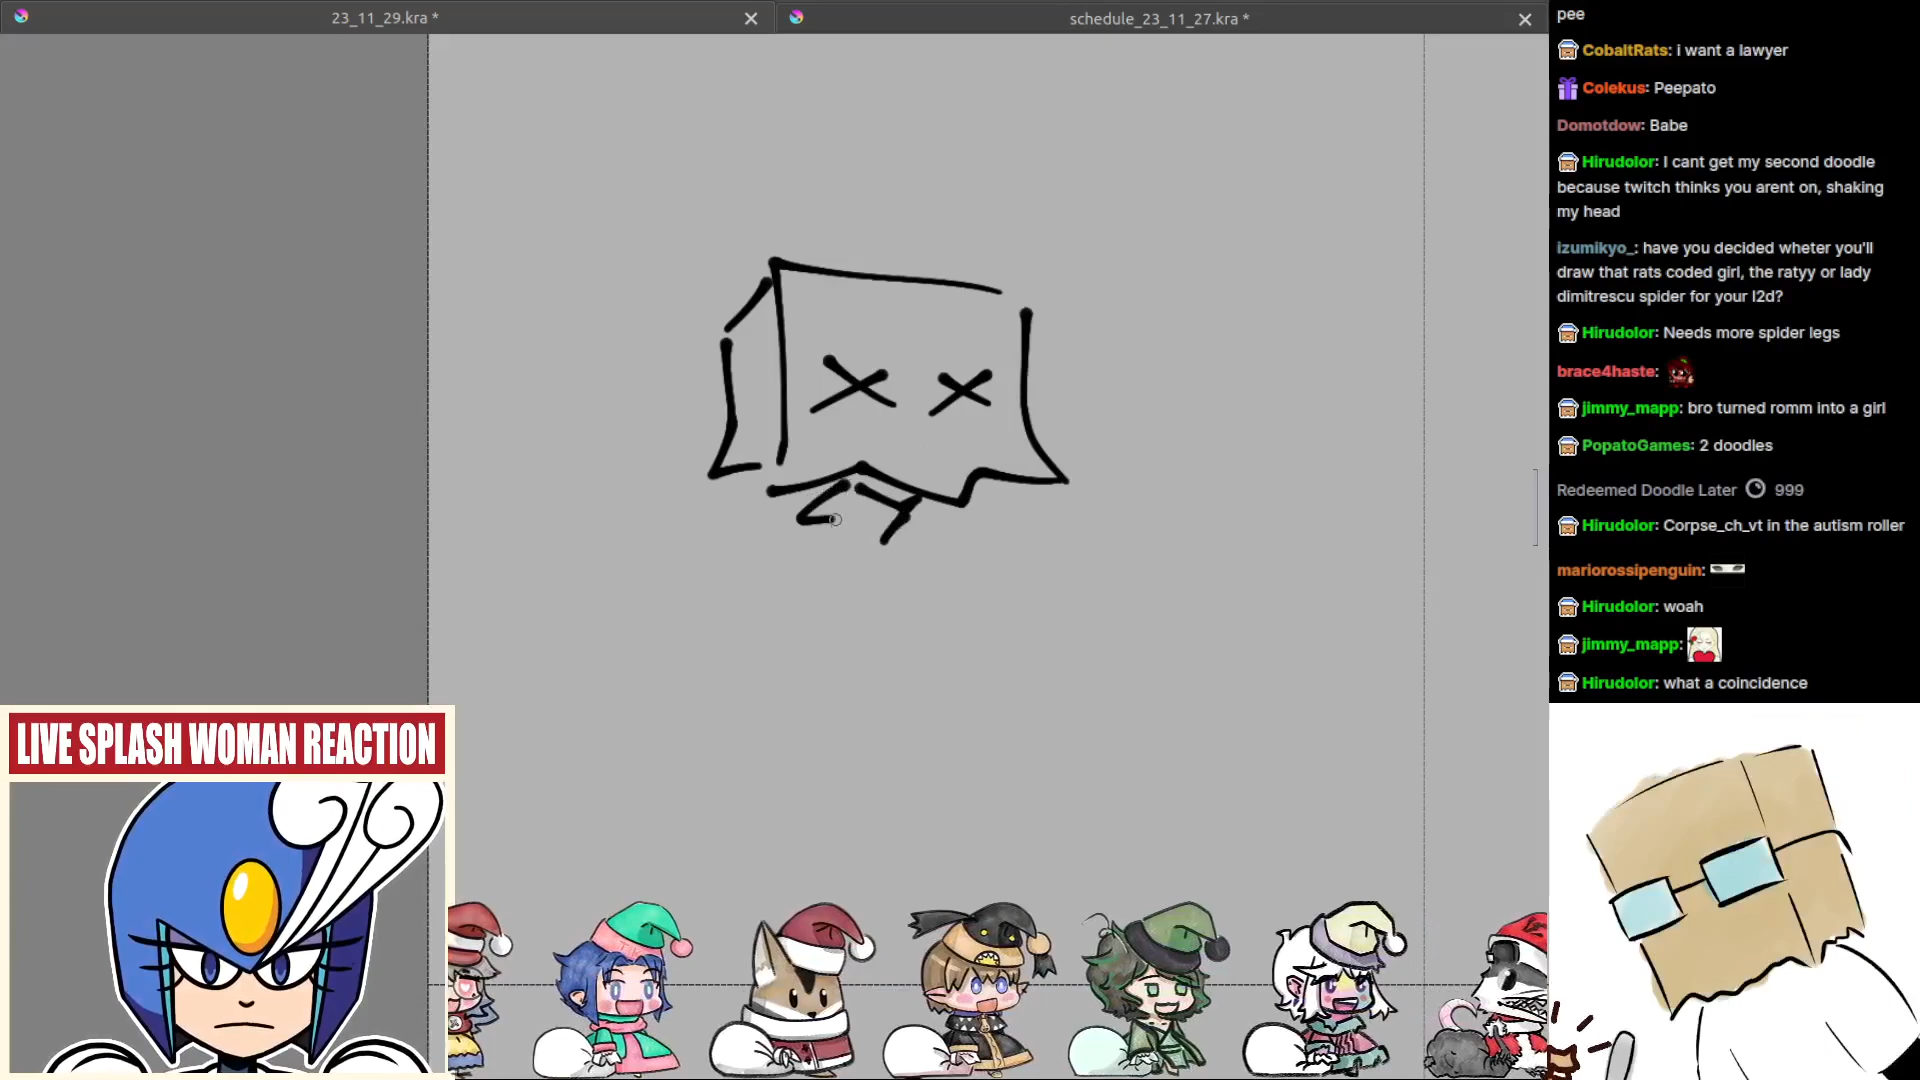 23_11_29.kra *
schedule_23_11_27.kra *
pee
CobaltRats: i want a lawyer
Colekus: Peepato
Domotdow: Babe
Hirudolor: I cant get my second doodle
because twitch thinks you arent on, shaking
my head
izumikyo_: have you decided wheter you'll
draw that rats coded girl, the ratyy or lady
dimitrescu spider for your l2d?
Hirudolor: Needs more spider legs
brace4haste:
jimmy_mapp: bro turned romm into a girl
PopatoGames: 2 doodles
Redeemed Doodle Later 999
Hirudolor: Corpse_ch_vt in the autism roller
mariorossipenguin:
Hirudolor: woah
jimmy_mapp:
Hirudolor: what a coincidence
LIVE SPLASH WOMAN REACTION